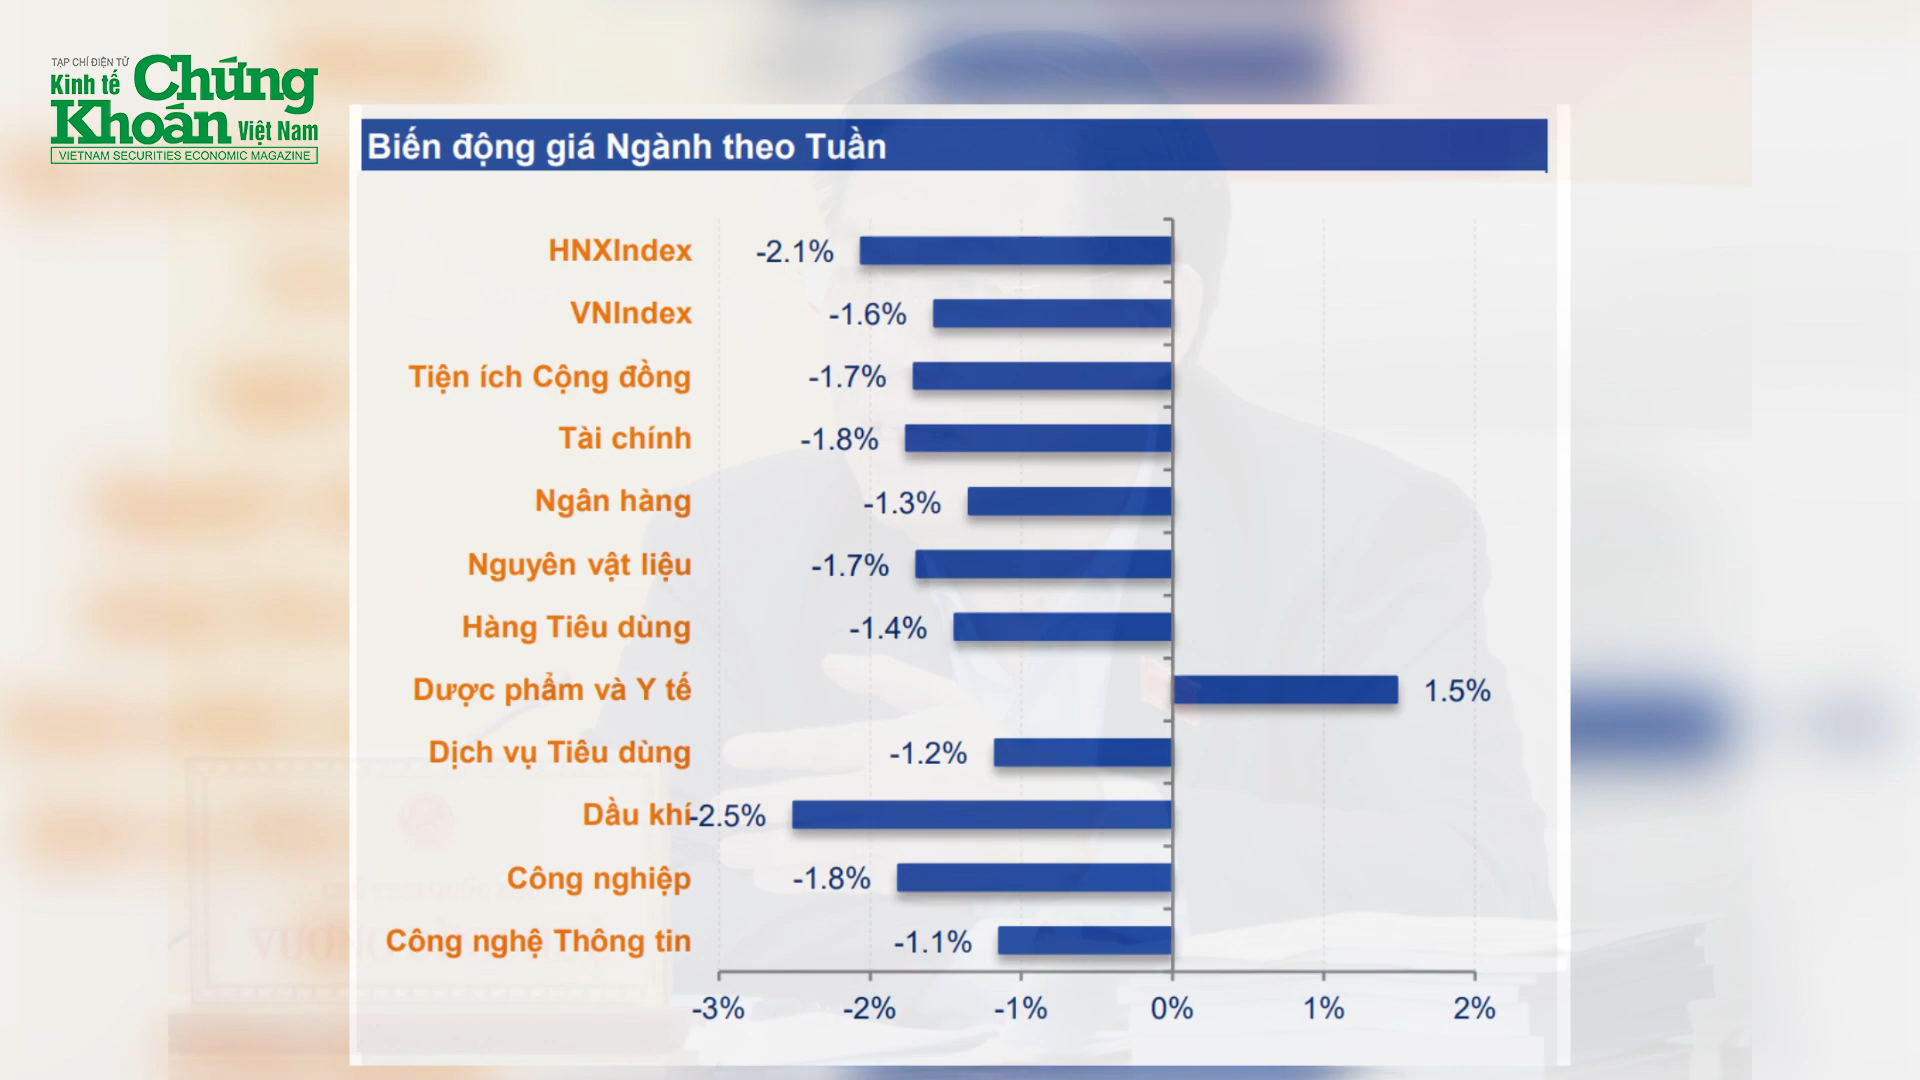 TẠP CHÍ ĐIỆN TỬ
Kinh tế Chứng
Khoán Việt Nam
VIETNAM SECURITIES ECONOMIC MAGAZINE
Biến động giá Ngành theo Tuần
HNXIndex -2.1%
VNIndex -1.6%
Tiện ích Cộng đồng -1.7%
Tài chính -1.8%
Ngân hàng -1.3%
Nguyên vật liệu -1.7%
Hàng Tiêu dùng -1.4%
Dược phẩm và Y tế 1.5%
Dịch vụ Tiêu dùng -1.2%
Dầu khí -2.5%
Công nghiệp -1.8%
Công nghệ Thông tin -1.1%
-3% -2% -1% 0% 1% 2%